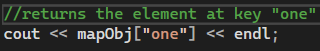 //returns the element at key "one"
cout << mapObj["one"] << endl;